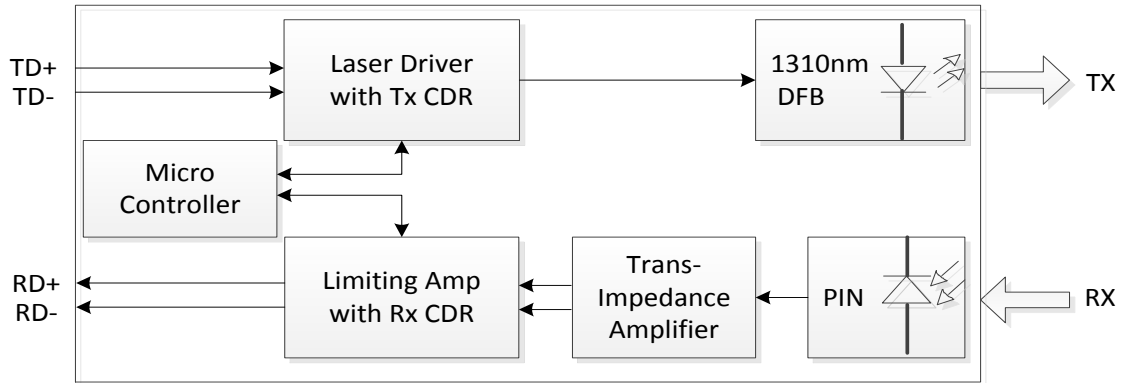 TD+
TD-
Laser Driver
with Tx CDR
1310nm
DFB
TX
Micro
Controller
RD+
RD-
Limiting Amp
with Rx CDR
Trans-
Impedance
Amplifier
PIN
RX